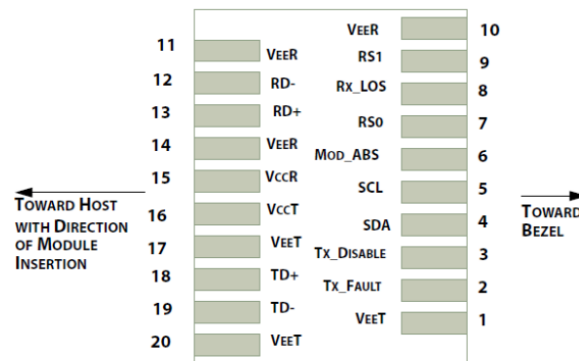 11 VEER
12 RD-
13 RD+
14 VEER
15 VCCR
16 VCCT
17 VEET
18 TD+
19 TD-
20 VEET
VEER 10
RS1 9
RX_LOS 8
RS0 7
MOD_ABS 6
SCL 5
SDA 4
TX_DISABLE 3
TX_FAULT 2
VEET 1
TOWARD HOST
WITH DIRECTION
OF MODULE
INSERTION
TOWARD
BEZEL